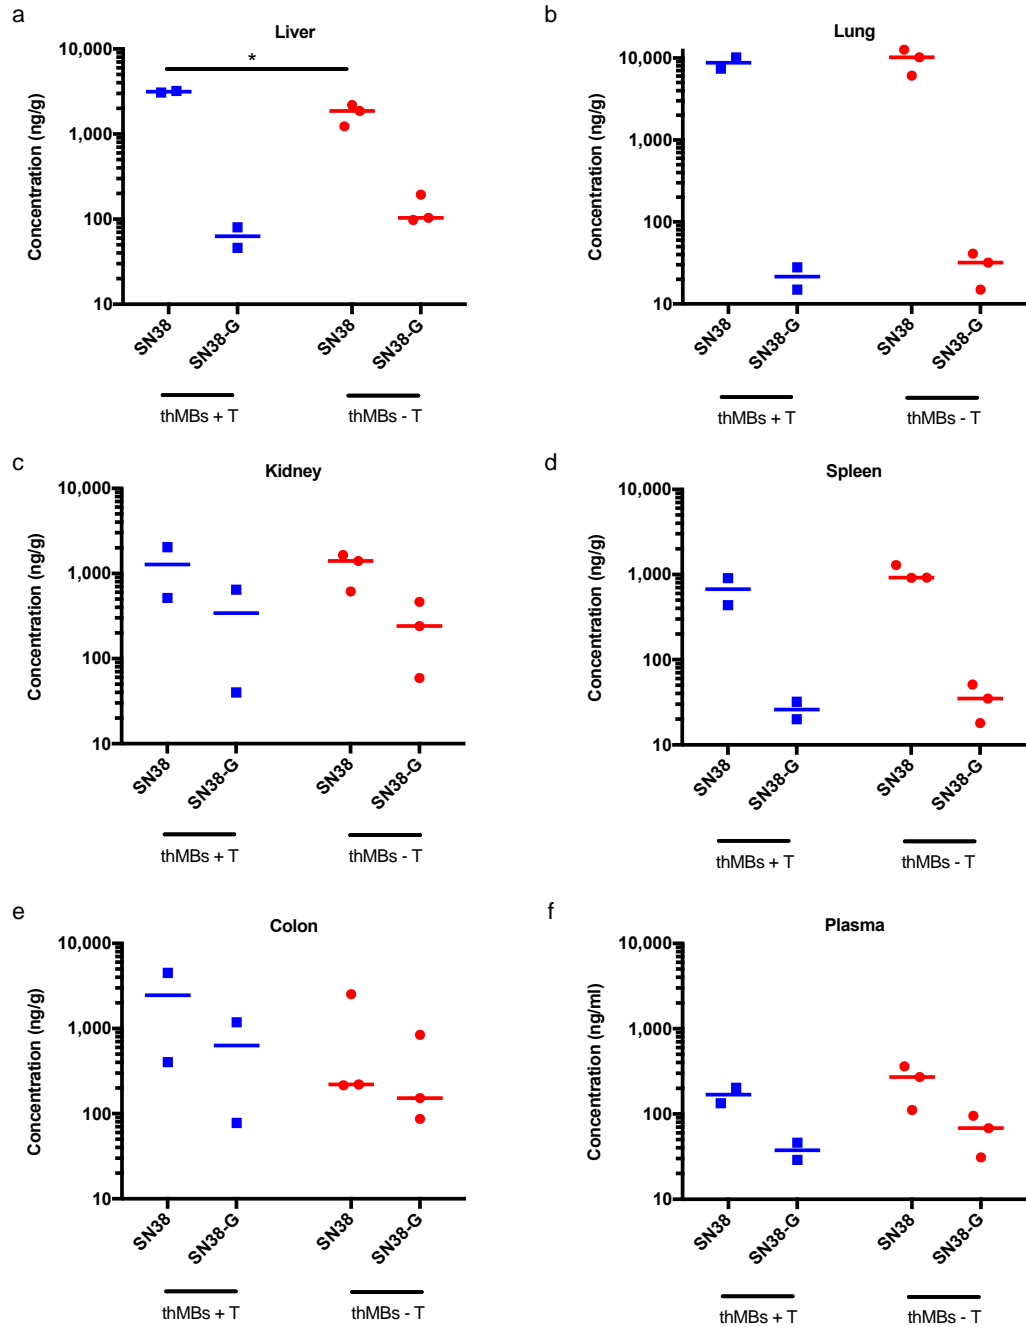 a
Liver
Concentration (ng/g)
10,000
1,000
100
10
*
SN38
SN38-G
SN38
SN38-G
thMBs + T
thMBs - T
b
Lung
Concentration (ng/g)
10,000
1,000
100
10
SN38
SN38-G
SN38
SN38-G
thMBs + T
thMBs - T
c
Kidney
Concentration (ng/g)
10,000
1,000
100
10
SN38
SN38-G
SN38
SN38-G
thMBs + T
thMBs - T
d
Spleen
Concentration (ng/g)
10,000
1,000
100
10
SN38
SN38-G
SN38
SN38-G
thMBs + T
thMBs - T
e
Colon
Concentration (ng/g)
10,000
1,000
100
10
SN38
SN38-G
SN38
SN38-G
thMBs + T
thMBs - T
f
Plasma
Concentration (ng/ml)
10,000
1,000
100
10
SN38
SN38-G
SN38
SN38-G
thMBs + T
thMBs - T